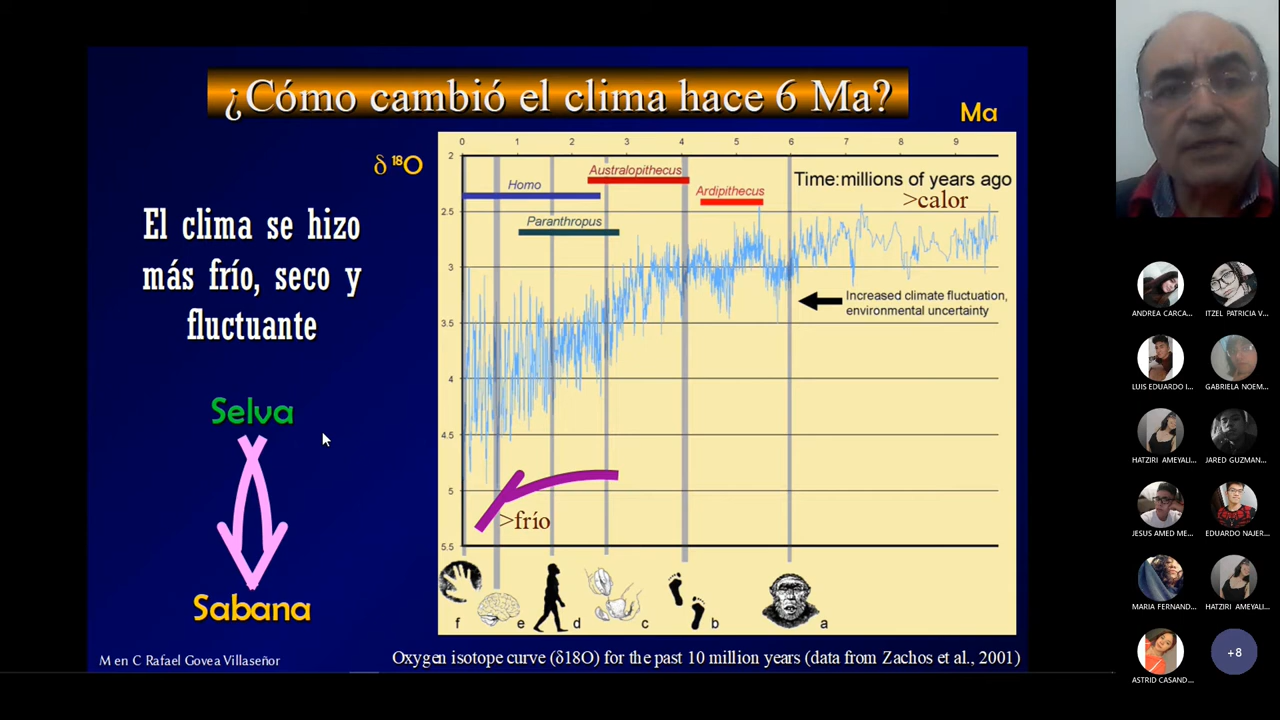 ¿Cómo cambió el clima hace 6 Ma?
Ma
δ ¹⁸O
El clima se hizo
más frío, seco y
fluctuante
Selva
Sabana
0 1 2 3 4 5 6 7 8 9
2
2.5
3
3.5
4
4.5
5
5.5
Time: millions of years ago
>calor
Australopithecus
Homo
Ardipithecus
Paranthropus
Increased climate fluctuation,
environmental uncertainty
>frío
f e d c b a
M en C Rafael Govea Villaseñor
Oxygen isotope curve (δ18O) for the past 10 million years (data from Zachos et al., 2001)
ANDREA CARCA...
ITZEL PATRICIA V...
LUIS EDUARDO I...
GABRIELA NOEM...
HATZIRI AMEYALI...
JARED GUZMAN...
JESUS AMED ME...
EDUARDO NAJER...
MARIA FERNAND...
HATZIRI AMEYALI...
ASTRID CASAND...
+8